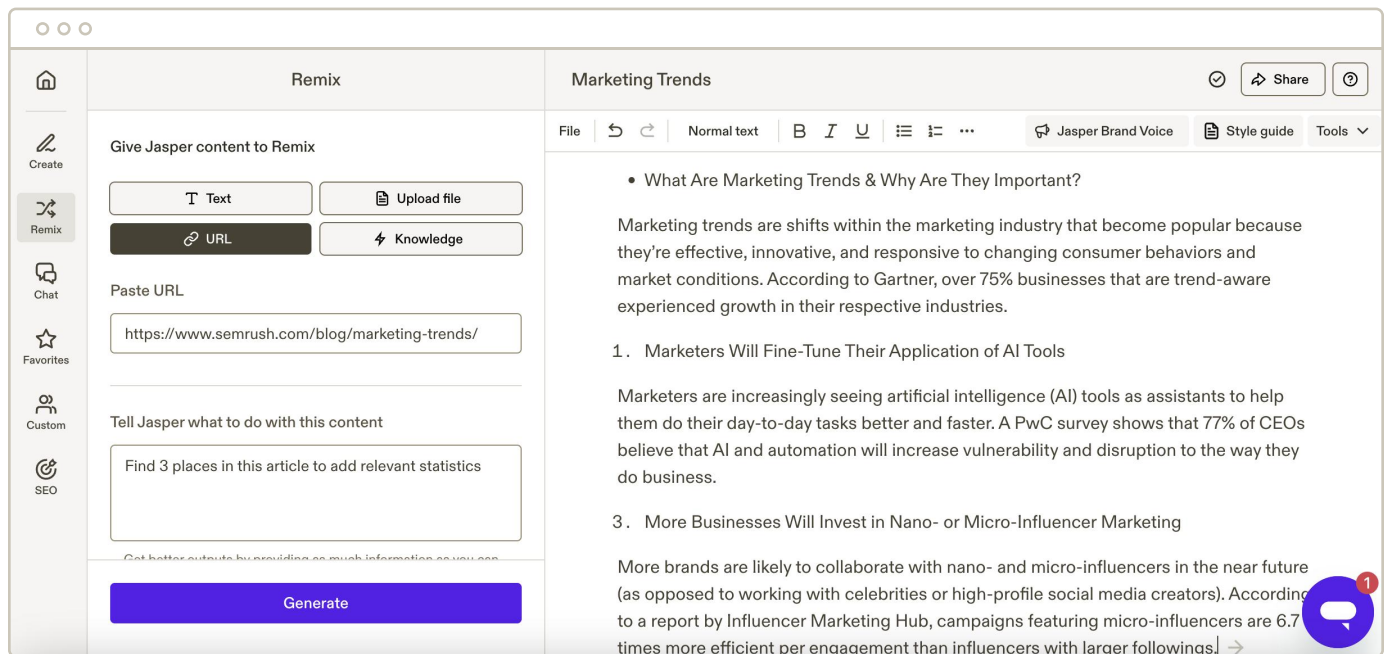 Remix
Marketing Trends
Share
Create
Remix
Chat
Favorites
Custom
SEO
Give Jasper content to Remix
Text
Upload file
URL
Knowledge
Paste URL
https://www.semrush.com/blog/marketing-trends/
Tell Jasper what to do with this content
Find 3 places in this article to add relevant statistics
Get better outputs by providing as much information as you can
Generate
File
Normal text
B I U
Jasper Brand Voice
Style guide
Tools
• What Are Marketing Trends & Why Are They Important?
Marketing trends are shifts within the marketing industry that become popular because
they're effective, innovative, and responsive to changing consumer behaviors and
market conditions. According to Gartner, over 75% businesses that are trend-aware
experienced growth in their respective industries.
1. Marketers Will Fine-Tune Their Application of AI Tools
Marketers are increasingly seeing artificial intelligence (AI) tools as assistants to help
them do their day-to-day tasks better and faster. A PwC survey shows that 77% of CEOs
believe that AI and automation will increase vulnerability and disruption to the way they
do business.
3. More Businesses Will Invest in Nano- or Micro-Influencer Marketing
More brands are likely to collaborate with nano- and micro-influencers in the near future
(as opposed to working with celebrities or high-profile social media creators). According
to a report by Influencer Marketing Hub, campaigns featuring micro-influencers are 6.7
times more efficient per engagement than influencers with larger followings.
1